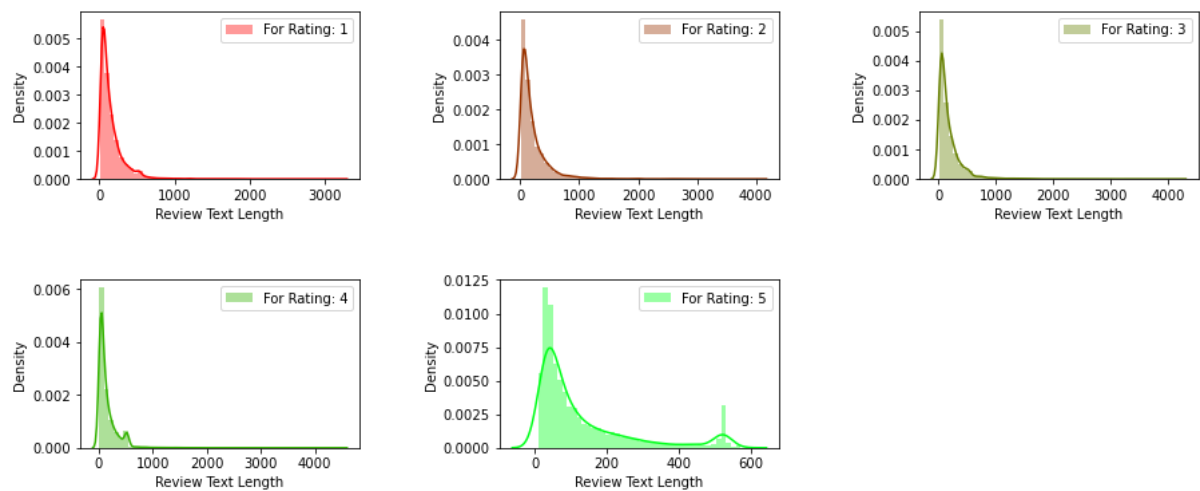 For Rating: 1
0.005
0.004
0.003
0.002
0.001
0.000
Density
0 1000 2000 3000
Review Text Length
For Rating: 2
0.004
0.003
0.002
0.001
0.000
Density
0 1000 2000 3000 4000
Review Text Length
For Rating: 3
0.005
0.004
0.003
0.002
0.001
0.000
Density
0 1000 2000 3000 4000
Review Text Length
For Rating: 4
0.006
0.004
0.002
0.000
Density
0 1000 2000 3000 4000
Review Text Length
For Rating: 5
0.0125
0.0100
0.0075
0.0050
0.0025
0.0000
Density
0 200 400 600
Review Text Length